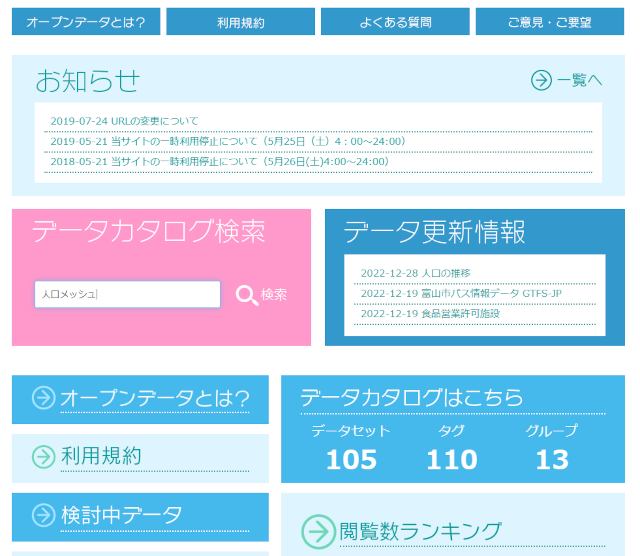 オープンデータとは?
利用規約
よくある質問
ご意見・ご要望
お知らせ
一覧へ
2019-07-24 URLの変更について
2019-05-21 当サイトの一時利用停止について（5月25日（土）4：00～24:00）
2018-05-21 当サイトの一時利用停止について（5月26日(土)4:00～24:00）
データカタログ検索
人口メッシュ
検索
データ更新情報
2022-12-28 人口の推移
2022-12-19 富山市バス情報データ GTFS-JP
2022-12-19 食品営業許可施設
オープンデータとは?
利用規約
検討中データ
データカタログはこちら
データセット タグ グループ
105 110 13
閲覧数ランキング